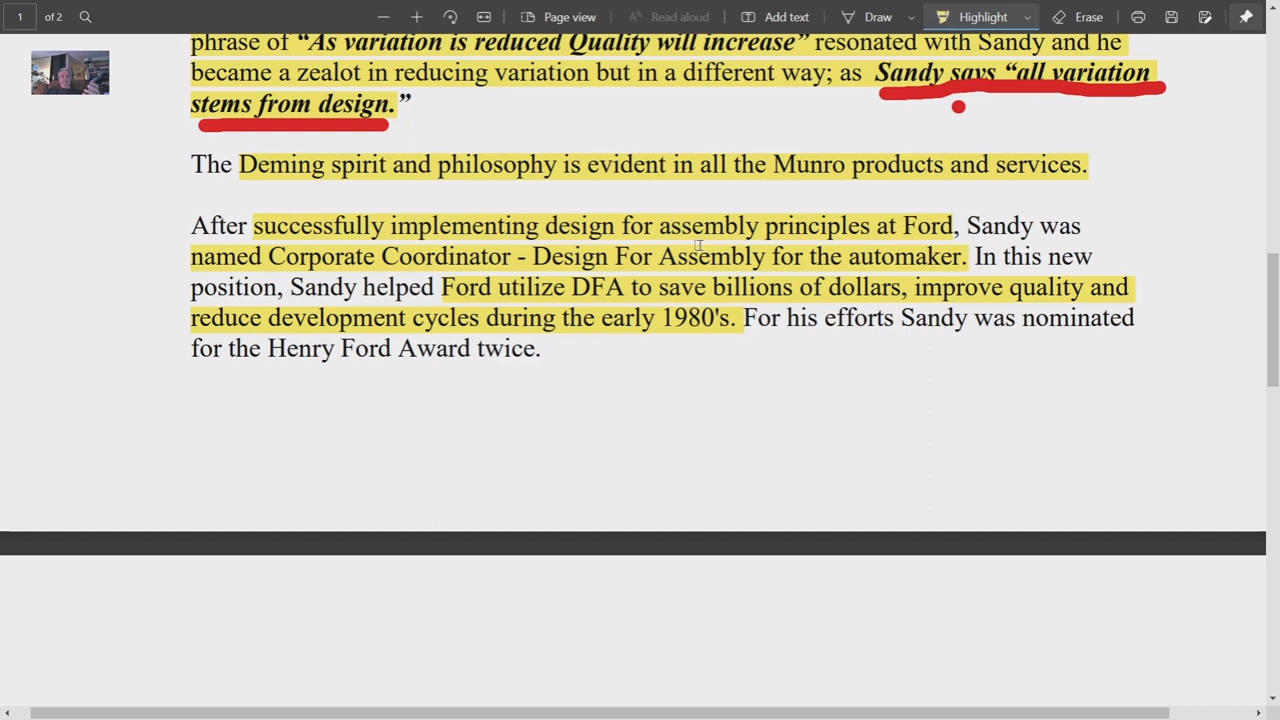 1 of 2 Page view Read aloud Add text Draw Highlight Erase
phrase of “As variation is reduced Quality will increase” resonated with Sandy and he
became a zealot in reducing variation but in a different way; as Sandy says “all variation
stems from design.”
The Deming spirit and philosophy is evident in all the Munro products and services.
After successfully implementing design for assembly principles at Ford, Sandy was
named Corporate Coordinator - Design For Assembly for the automaker. In this new
position, Sandy helped Ford utilize DFA to save billions of dollars, improve quality and
reduce development cycles during the early 1980's. For his efforts Sandy was nominated
for the Henry Ford Award twice.